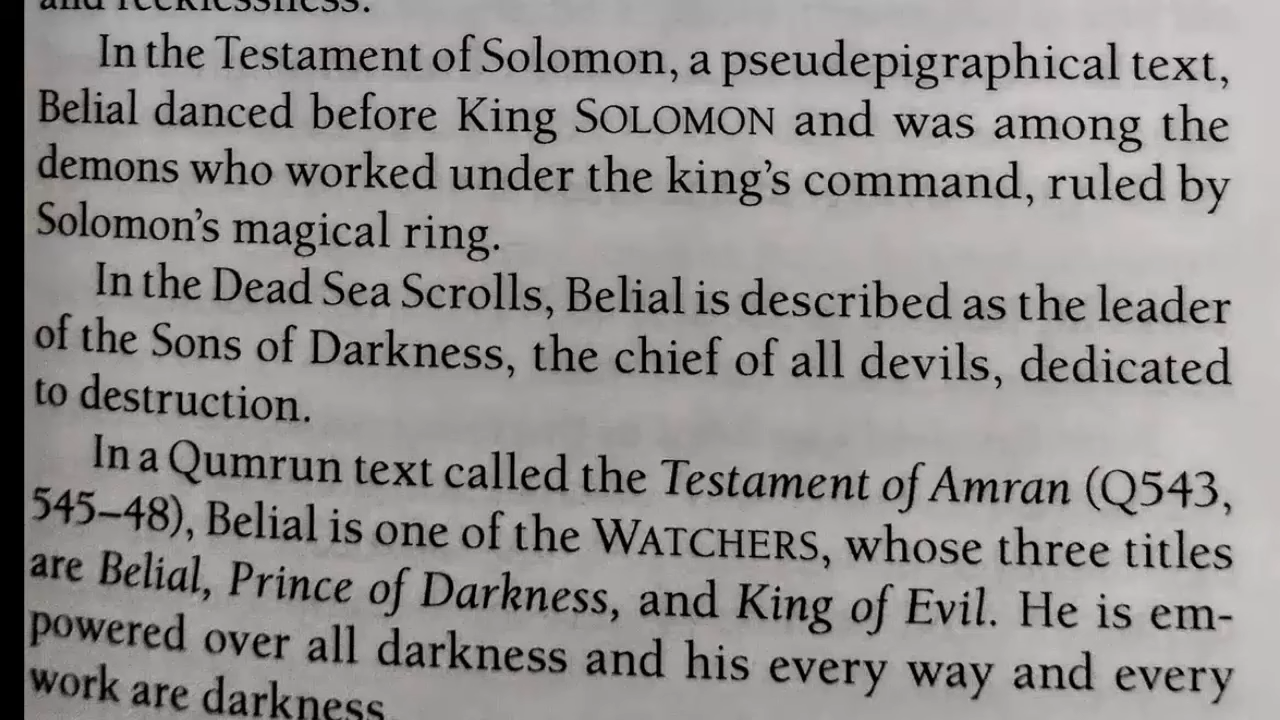 and recklessness.
In the Testament of Solomon, a pseudepigraphical text,
Belial danced before King SOLOMON and was among the
demons who worked under the king's command, ruled by
Solomon's magical ring.
In the Dead Sea Scrolls, Belial is described as the leader
of the Sons of Darkness, the chief of all devils, dedicated
to destruction.
In a Qumrun text called the Testament of Amran (Q543,
545–48), Belial is one of the WATCHERS, whose three titles
are Belial, Prince of Darkness, and King of Evil. He is em-
powered over all darkness and his every way and every
work are darkness.